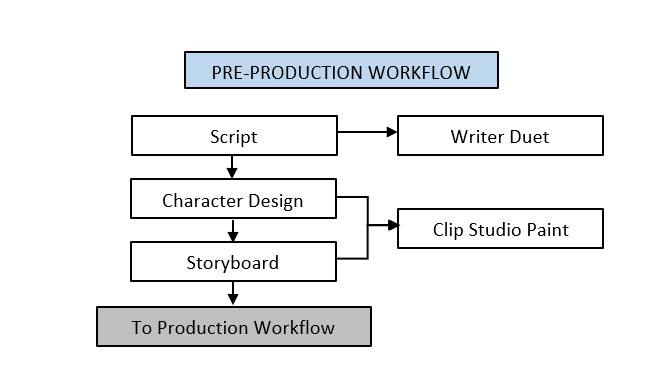 PRE-PRODUCTION WORKFLOW
Script
Writer Duet
Character Design
Clip Studio Paint
Storyboard
To Production Workflow